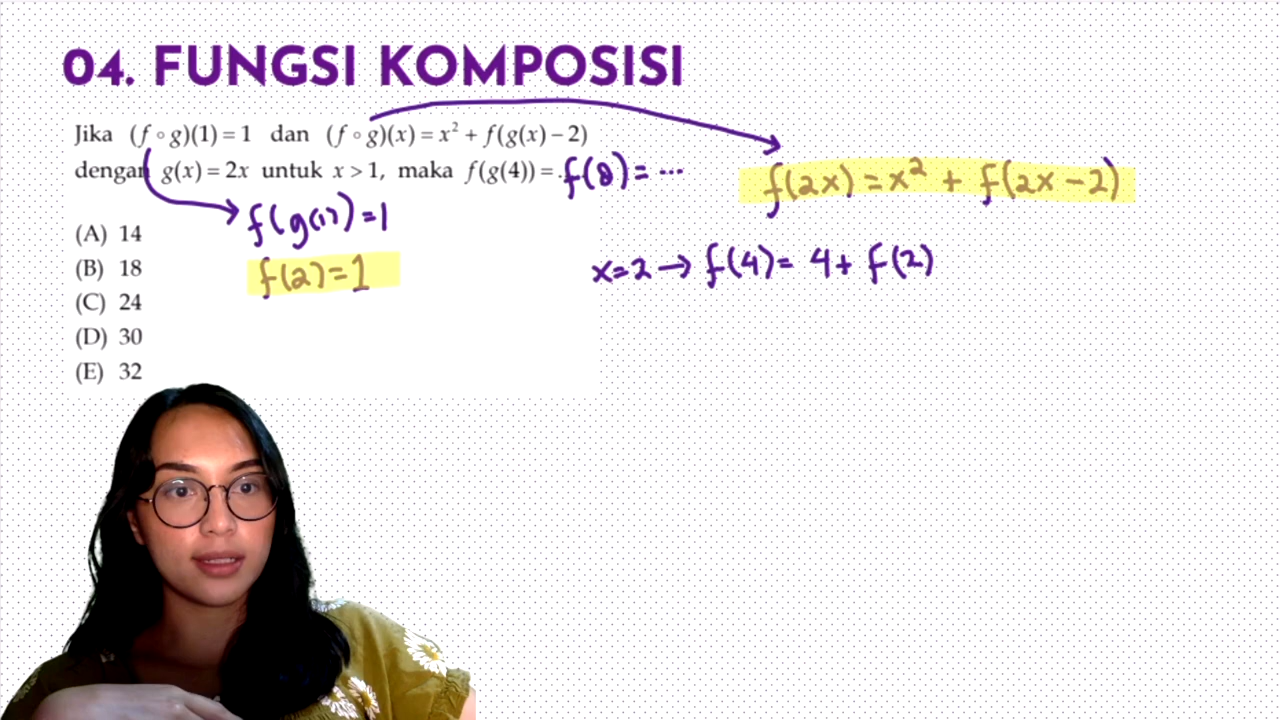 04. FUNGSI KOMPOSISI
Jika (f ∘ g)(1) = 1 dan (f ∘ g)(x) = x² + f(g(x) − 2)
dengan g(x) = 2x untuk x > 1, maka f(g(4)) = .
f(8) = ...
f(2x) = x² + f(2x − 2)
f(g(1)) = 1
f(2) = 1
x=2 → f(4) = 4 + f(2)
(A) 14
(B) 18
(C) 24
(D) 30
(E) 32